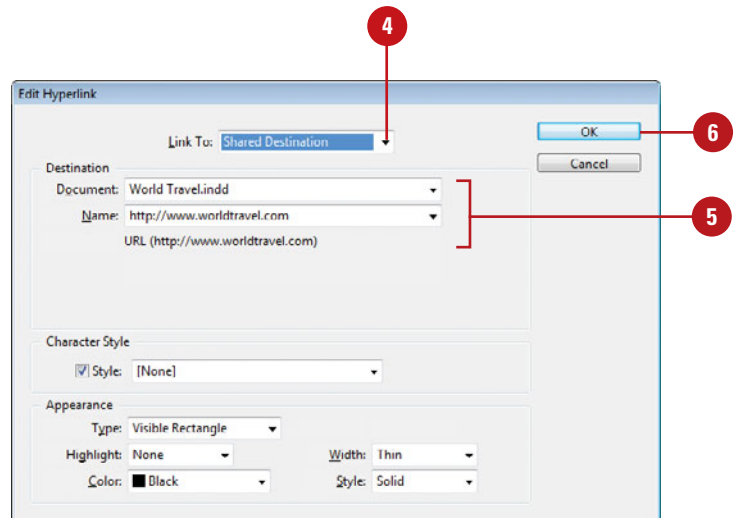 4
Edit Hyperlink
Link To: Shared Destination
OK
6
Cancel
Destination
Document: World Travel.indd
Name: http://www.worldtravel.com
5
URL (http://www.worldtravel.com)
Character Style
Style: [None]
Appearance
Type: Visible Rectangle
Highlight: None Width: Thin
Color: Black Style: Solid